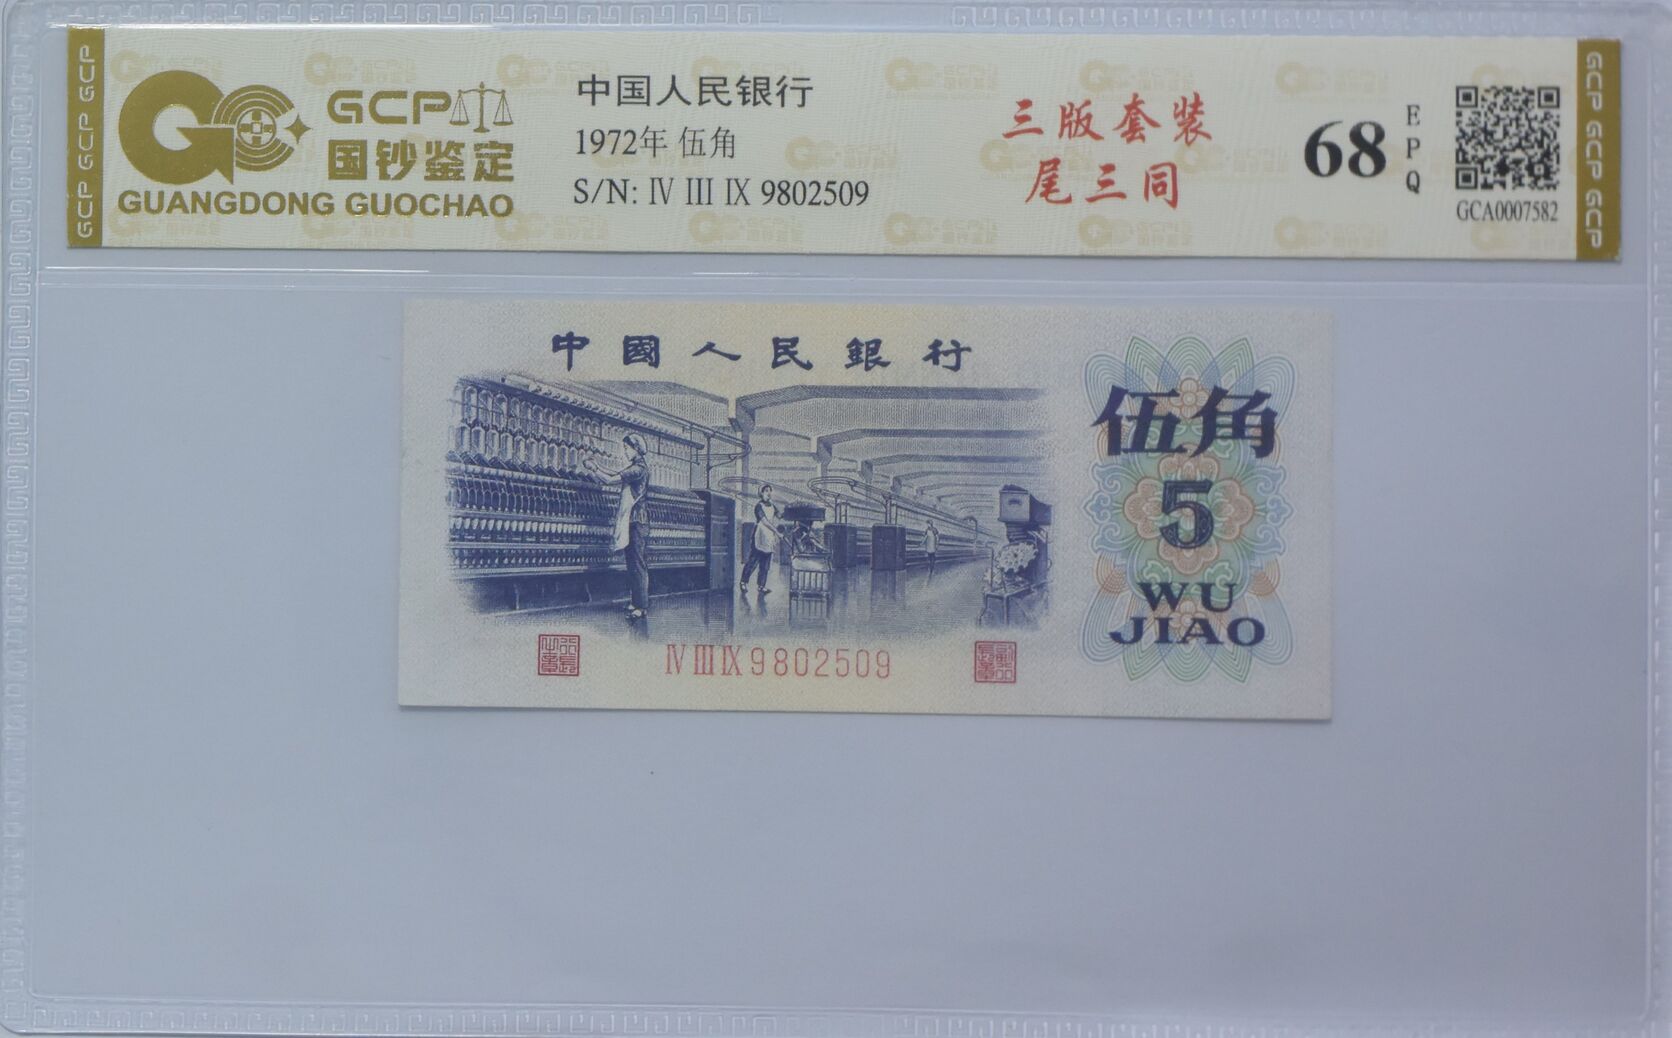 GCP GCP GCP
GCP
国钞鉴定
GUANGDONG GUOCHAO
中国人民银行
1972年 伍角
S/N: Ⅳ Ⅲ Ⅸ 9802509
三版套装
尾三同
68
EPQ
GCA0007582
GCP GCP GCP
中國人民銀行
伍角
5
WU
JIAO
Ⅳ Ⅲ Ⅸ 9802509